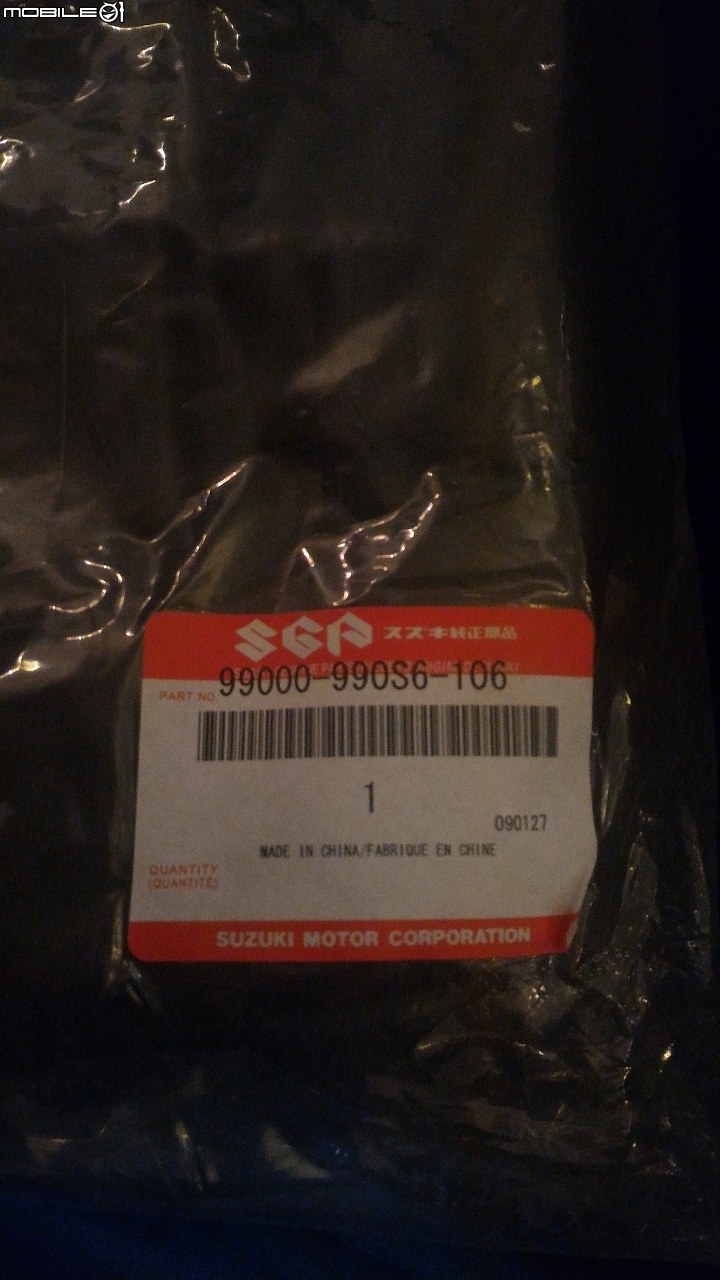 MOBILE01
SGP スズキ純正部品
PART NO. 99000-990S6-106
1
090127
MADE IN CHINA/FABRIQUE EN CHINE
QUANTITY
(QUANTITÉ)
SUZUKI MOTOR CORPORATION